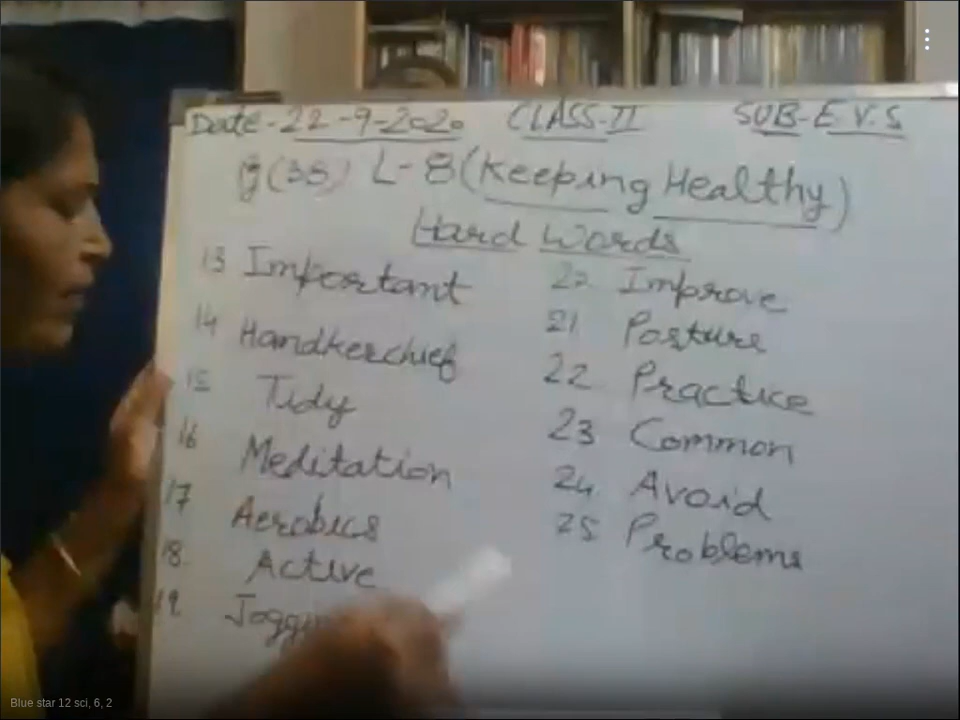 Date-22-9-2020 CLASS-II SUB-E.V.S
(38) L-8 (Keeping Healthy)
Hard Words
13 Important
14 Handkerchief
15 Tidy
16 Meditation
17 Aerobics
18. Active
19
22 Improve
21 Posture
22 Practice
23 Common
24 Avoid
25 Problems
Blue star 12 sci, 6, 2